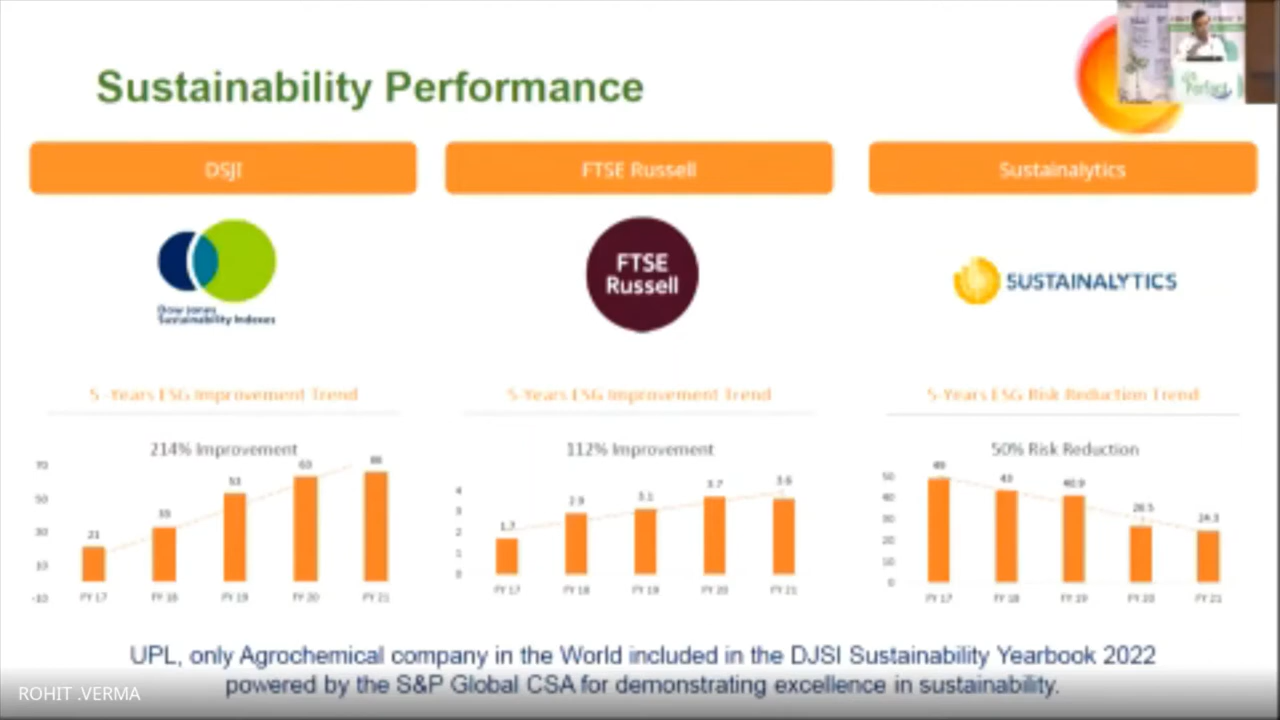 Sustainability Performance
DSJI
FTSE Russell
Sustainalytics
Dow Jones
Sustainability Indexes
FTSE
Russell
SUSTAINALYTICS
5 -Years ESG Improvement Trend
5-Years ESG Improvement Trend
5-Years ESG Risk Reduction Trend
214% Improvement
70
50
30
10
-10
21
33
53
63
66
FY 17
FY 18
FY 19
FY 20
FY 21
112% Improvement
4
3
2
1
0
1.7
2.9
3.1
3.7
3.6
FY 17
FY 18
FY 19
FY 20
FY 21
50% Risk Reduction
50
40
30
20
10
0
49
43
40.9
26.5
24.3
FY 17
FY 18
FY 19
FY 20
FY 21
UPL, only Agrochemical company in the World included in the DJSI Sustainability Yearbook 2022
powered by the S&P Global CSA for demonstrating excellence in sustainability.
ROHIT .VERMA